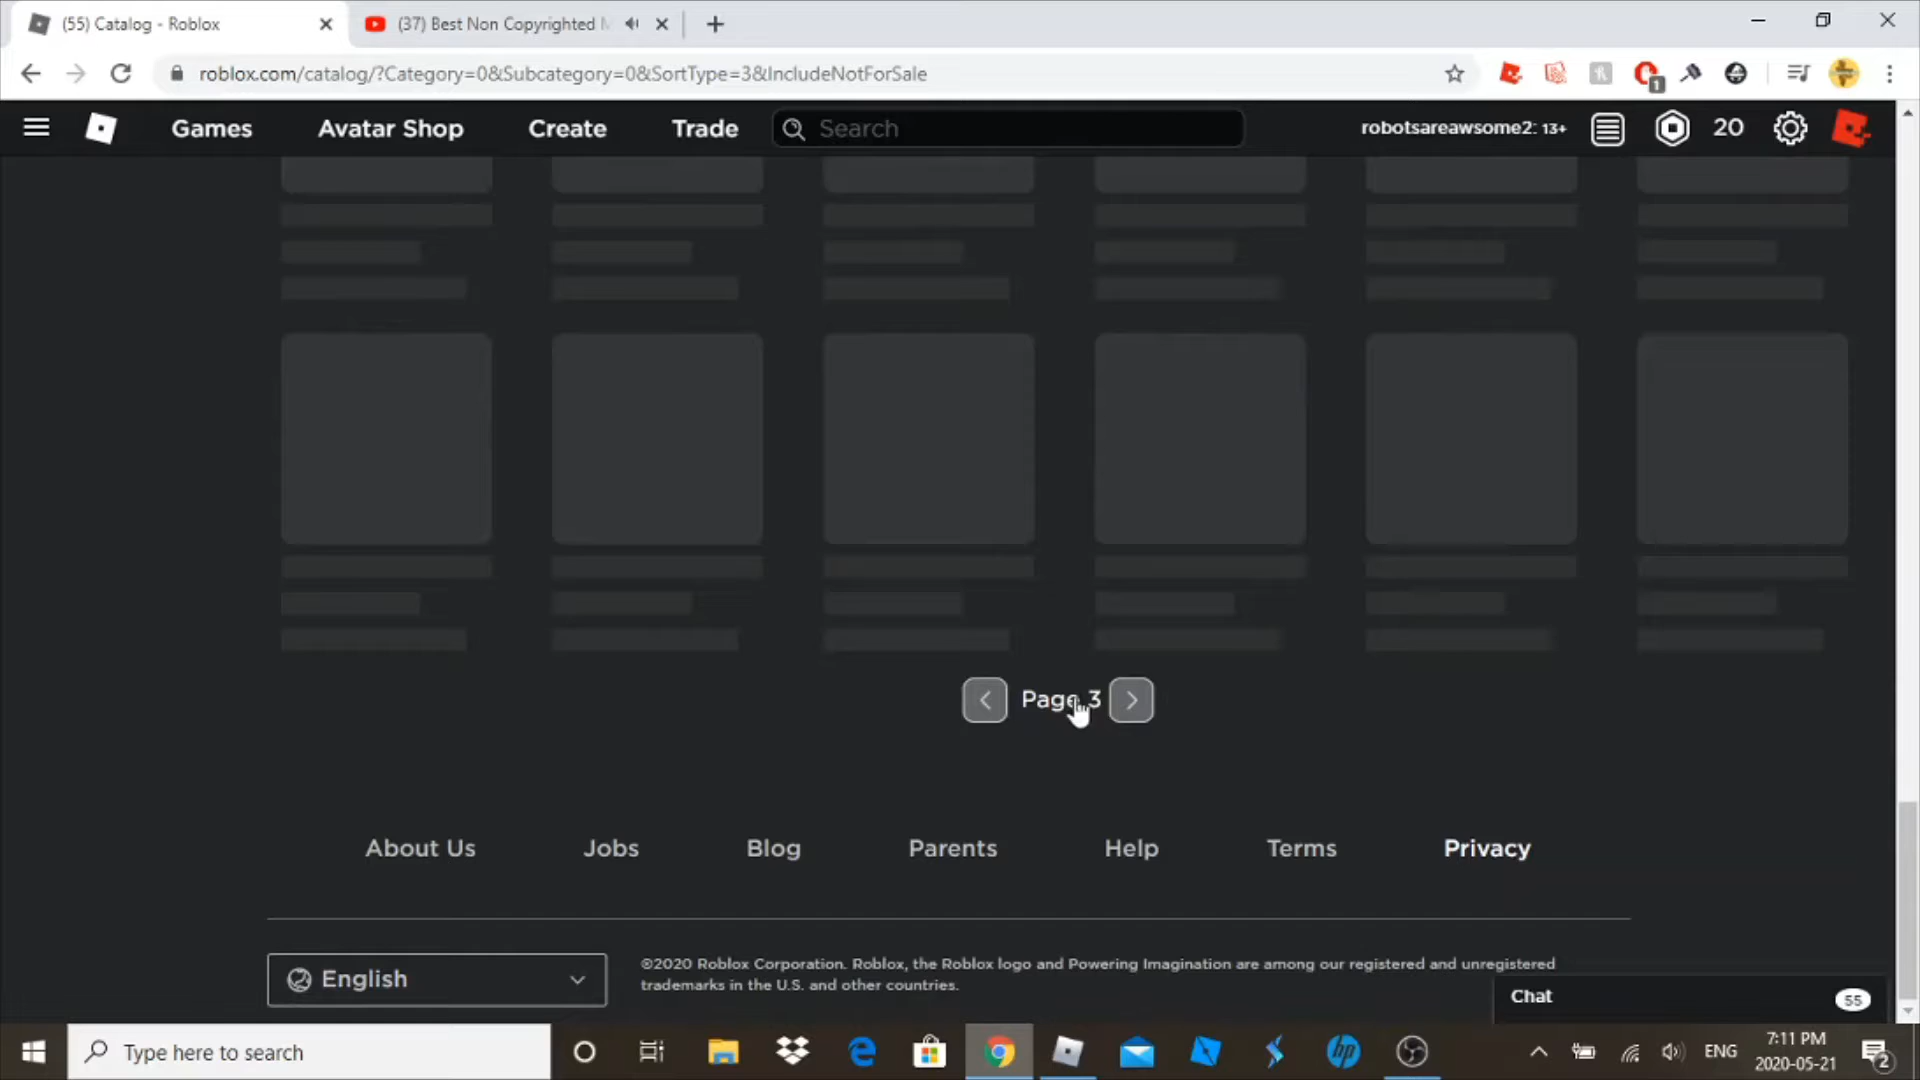 (55) Catalog - Roblox
(37) Best Non Copyrighted
roblox.com/catalog/?Category=0&Subcategory=0&SortType=3&IncludeNotForSale
1
Games
Avatar Shop
Create
Trade
Search
robotsareawsome2: 13+
20
Page 3
About Us
Jobs
Blog
Parents
Help
Terms
Privacy
English
©2020 Roblox Corporation. Roblox, the Roblox logo and Powering Imagination are among our registered and unregistered
trademarks in the U.S. and other countries.
Chat
55
Type here to search
hp
ENG
7:11 PM
2020-05-21
2